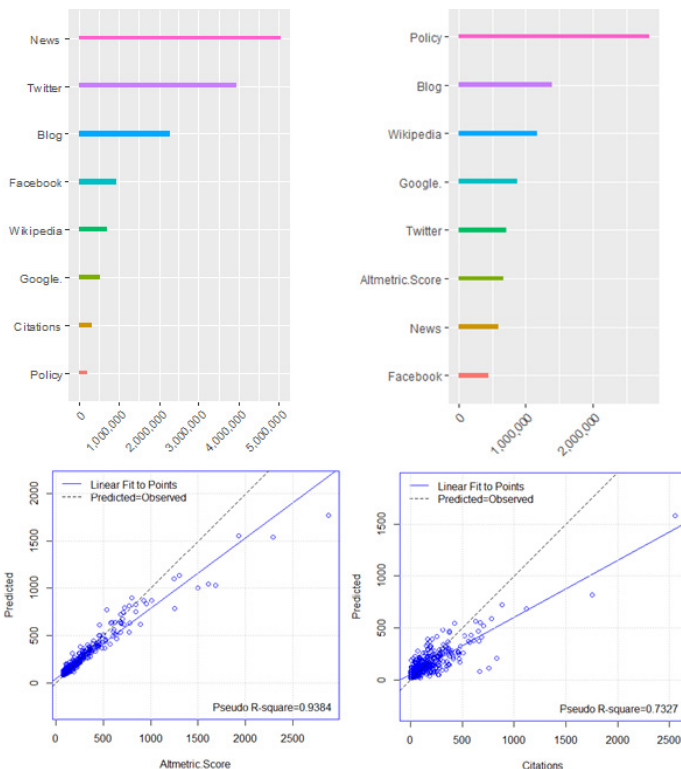 News
Twitter
Blog
Facebook
Wikipedia
Google.
Citations
Policy
0
1,000,000
2,000,000
3,000,000
4,000,000
5,000,000
Policy
Blog
Wikipedia
Google.
Twitter
Altmetric.Score
News
Facebook
0
1,000,000
2,000,000
Linear Fit to Points
Predicted=Observed
Predicted
2000
1500
1000
500
0
Pseudo R-square=0.9384
0
500
1000
1500
2000
2500
Altmetric.Score
Linear Fit to Points
Predicted=Observed
Predicted
1500
1000
500
0
Pseudo R-square=0.7327
0
500
1000
1500
2000
2500
Citations